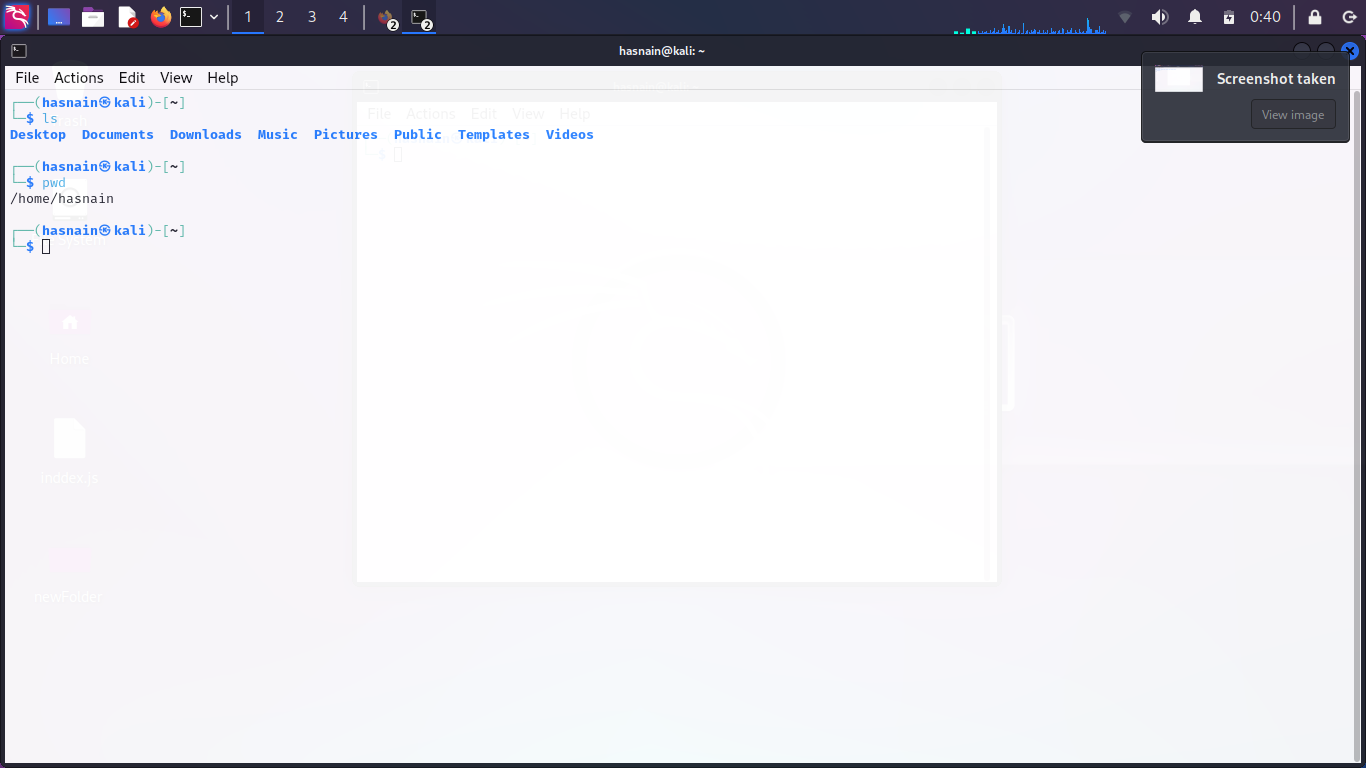 1 2 3 4 2 2 0:40
hasnain@kali: ~
File Actions Edit View Help
Screenshot taken
View image
┌──(hasnain㉿kali)-[~]
└─$ ls
Desktop Documents Downloads Music Pictures Public Templates Videos
┌──(hasnain㉿kali)-[~]
└─$ pwd
/home/hasnain
┌──(hasnain㉿kali)-[~]
└─$
File Actions Edit View Help
$
System
Home
inddex.js
newFolder